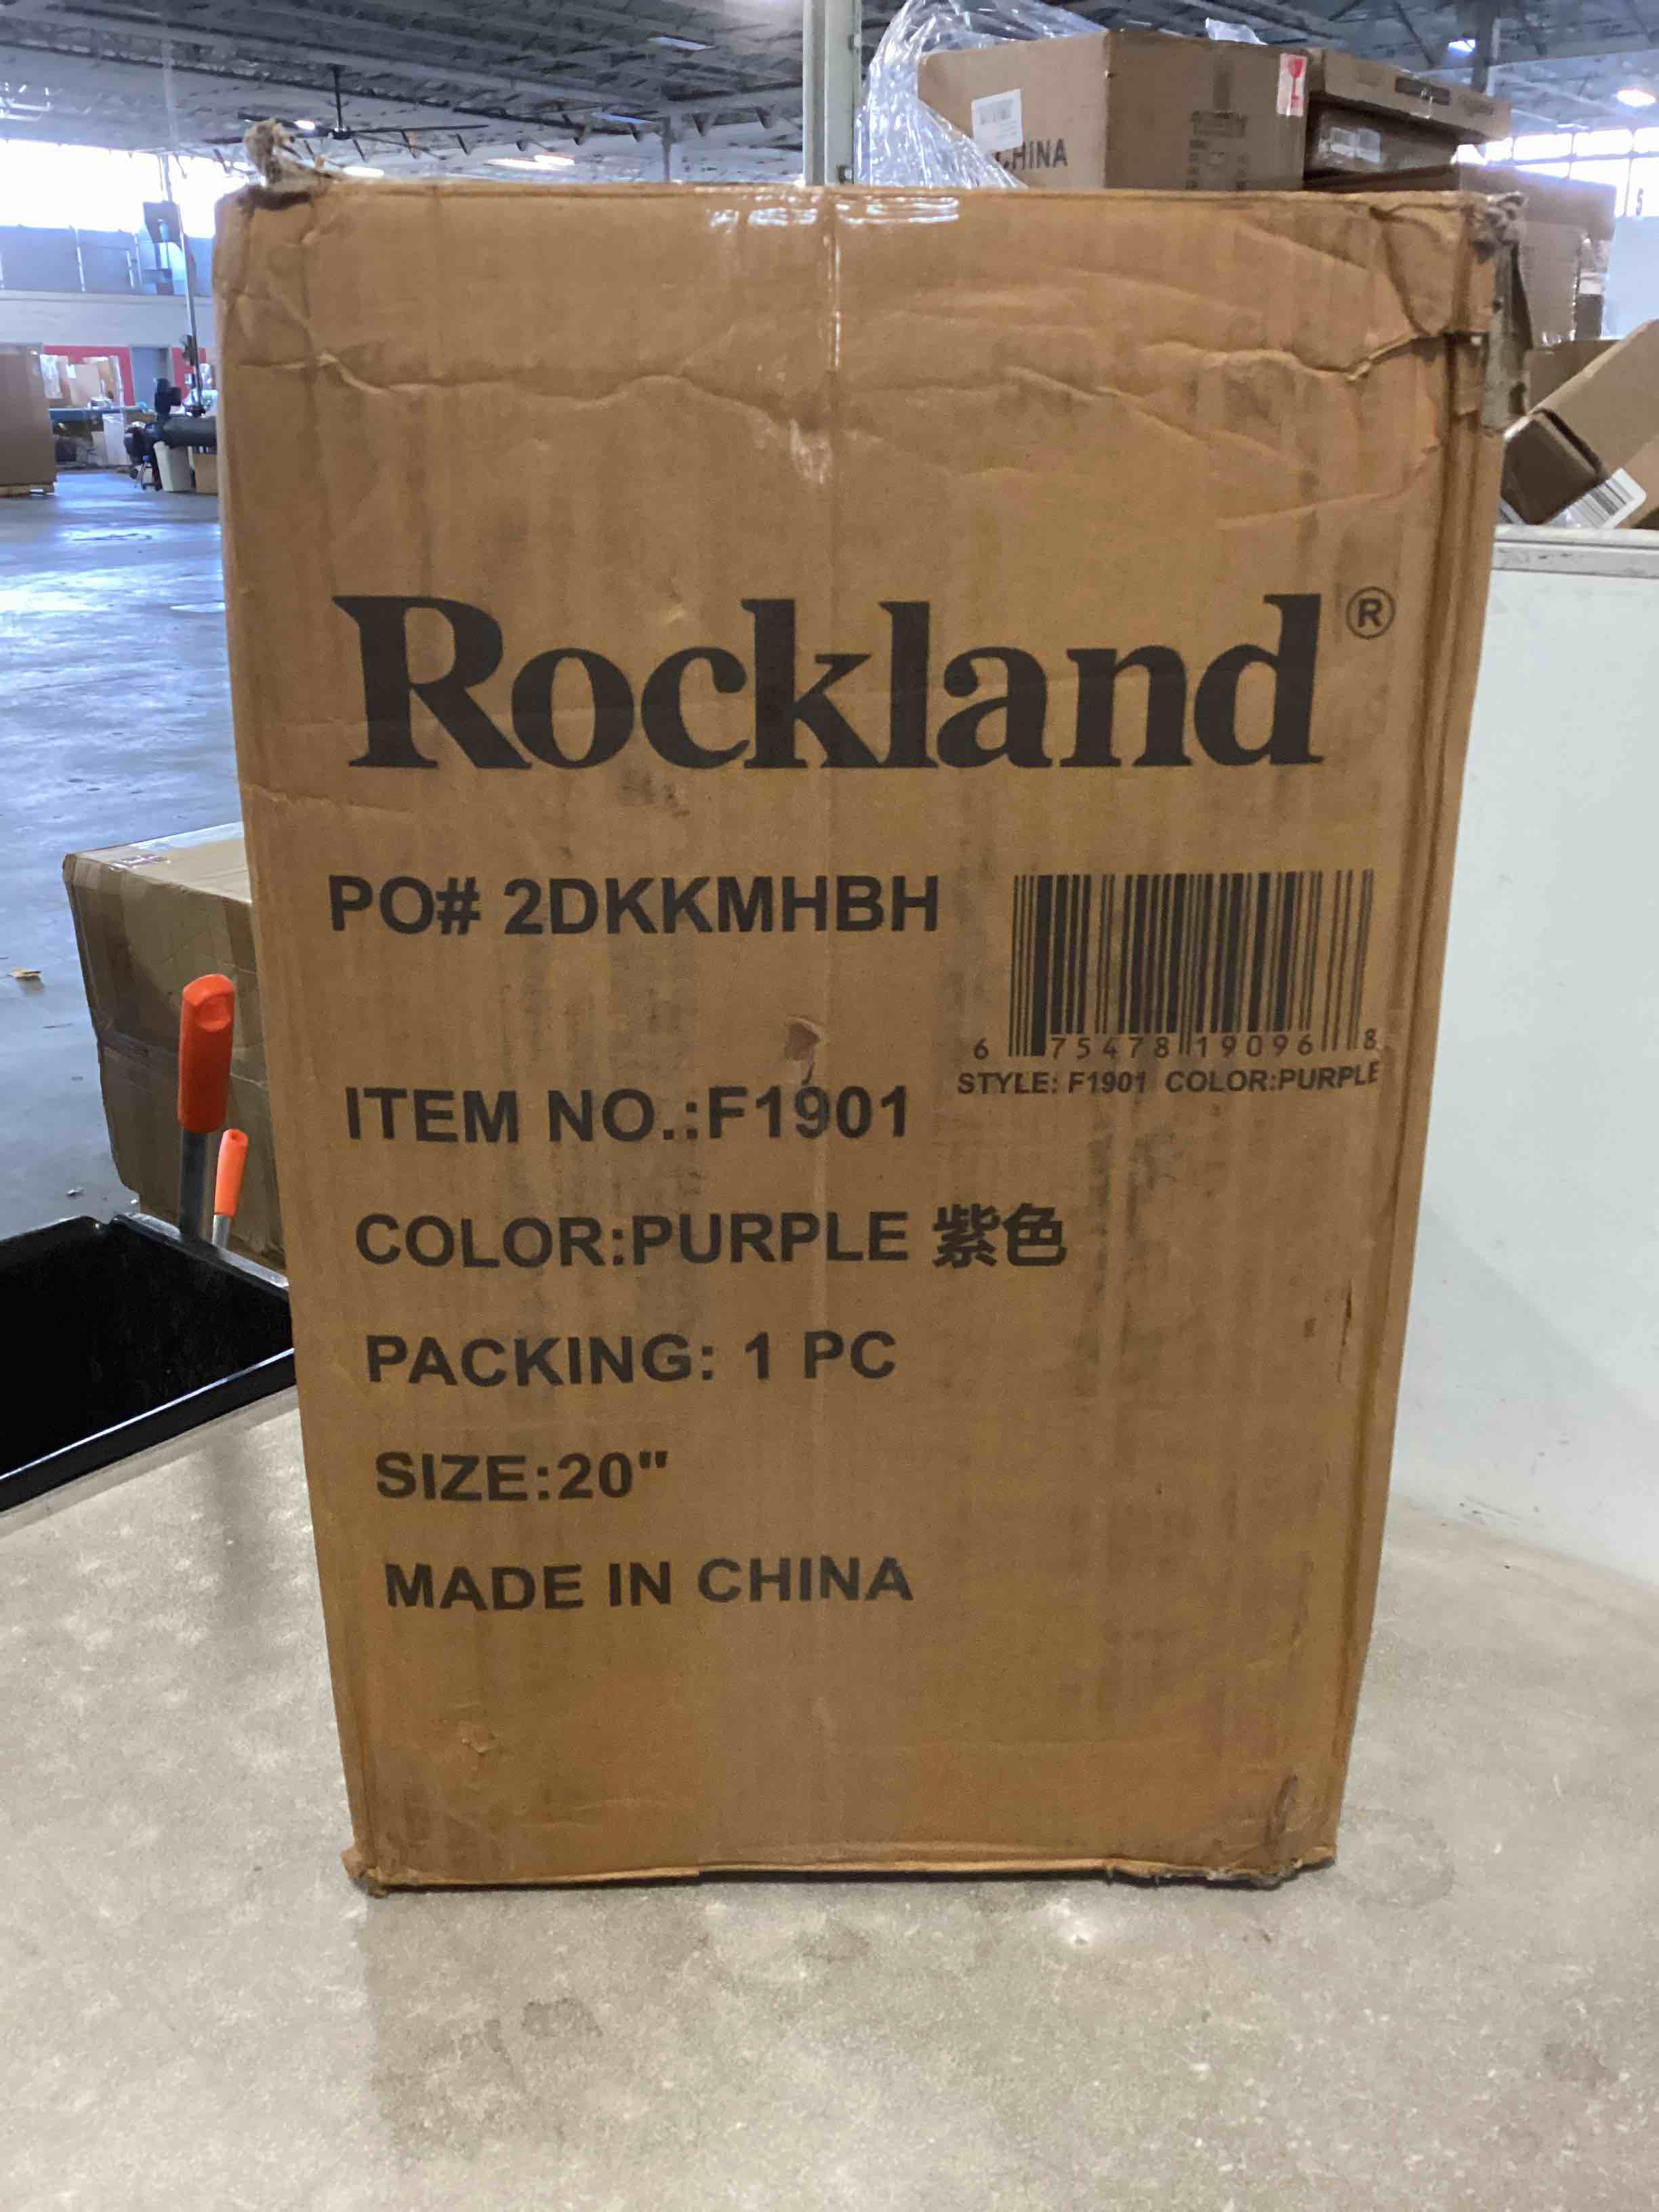 CHINA
Rockland®
PO# 2DKKMHBH
6 75478 19096 8
STYLE: F1901 COLOR:PURPLE
ITEM NO.:F1901
COLOR:PURPLE 紫色
PACKING: 1 PC
SIZE:20"
MADE IN CHINA